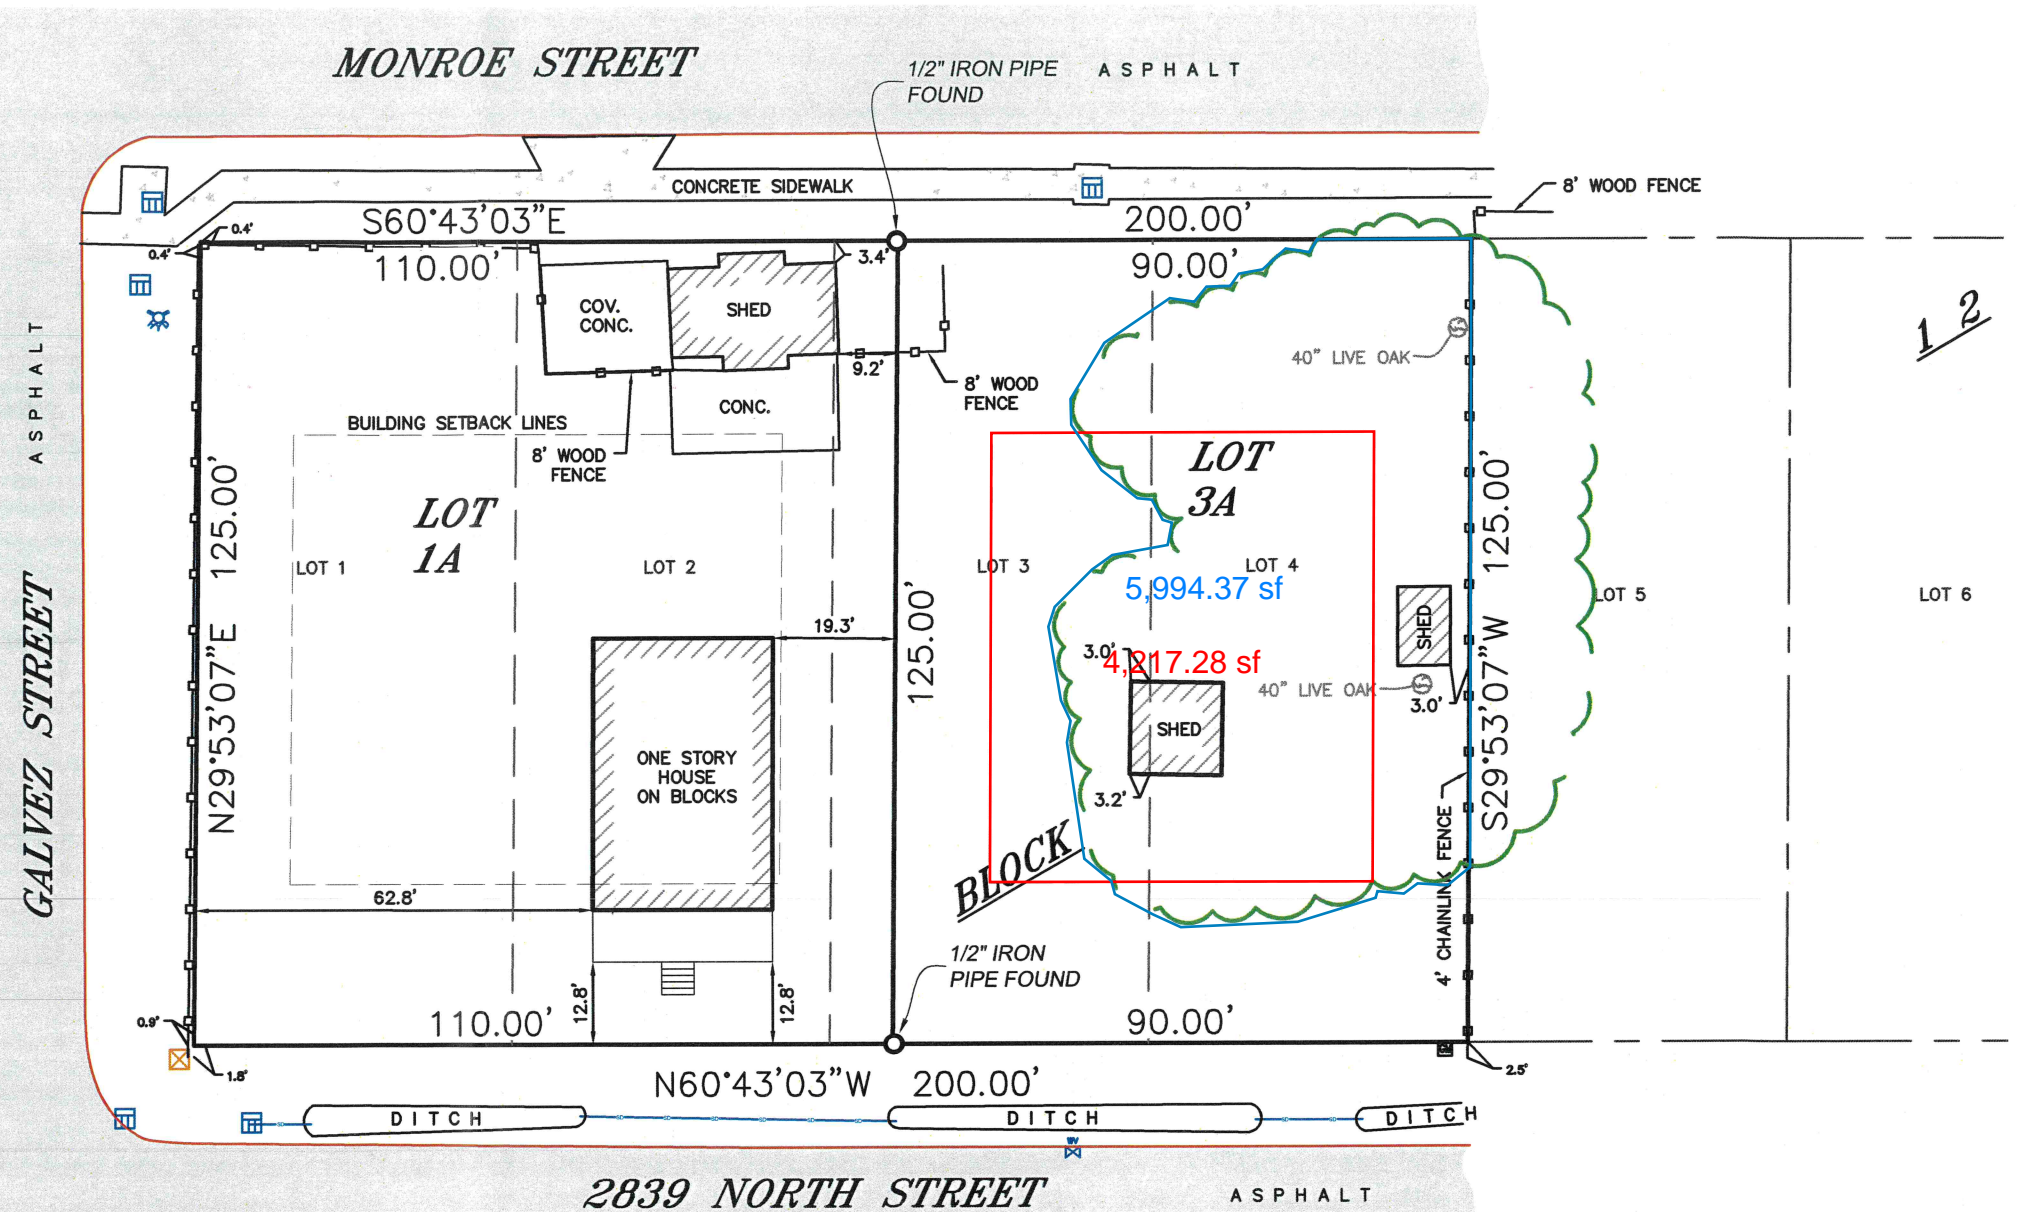 MONROE STREET
1/2" IRON PIPE
FOUND
ASPHALT
CONCRETE SIDEWALK
8' WOOD FENCE
S60°43'03"E
200.00'
0.4'
0.4'
110.00'
3.4'
90.00'
COV.
CONC.
SHED
9.2'
8' WOOD
FENCE
40" LIVE OAK
1 2
ASPHALT
CONC.
BUILDING SETBACK LINES
8' WOOD
FENCE
LOT
1A
LOT
3A
125.00'
125.00'
LOT 1
LOT 2
LOT 3
LOT 4
LOT 5
LOT 6
5,994.37 sf
19.3'
125.00'
SHED
3.0'
4,217.28 sf
40" LIVE OAK
3.0'
N29°53'07"E
S29°53'07"W
GALVEZ STREET
SHED
ONE STORY
HOUSE
ON BLOCKS
3.2'
BLOCK
4' CHAINLINK FENCE
62.8'
1/2" IRON
PIPE FOUND
12.8'
12.8'
110.00'
90.00'
0.9'
1.8'
2.5'
N60°43'03"W
200.00'
DITCH
SD
SD
SD
SD
DITCH
SD
DITCH
WV
2839 NORTH STREET
ASPHALT